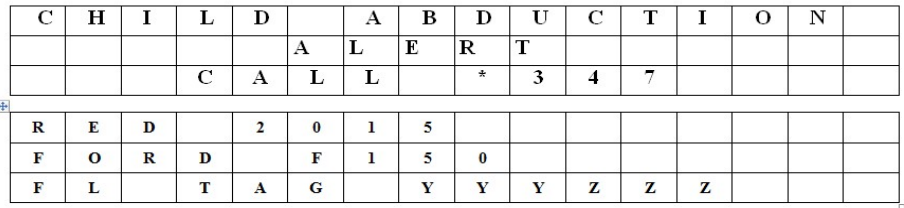 CHILD ABDUCTION
ALERT
CALL *347
RED 2015
FORD F150
FL TAG YYYZZZ